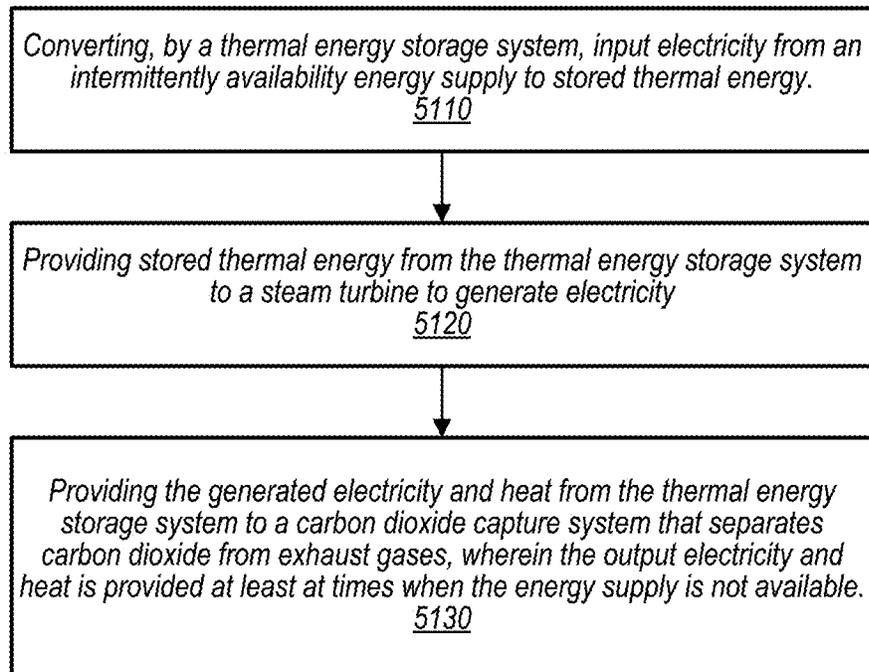 Converting, by a thermal energy storage system, input electricity from an
intermittently availability energy supply to stored thermal energy.
5110
Providing stored thermal energy from the thermal energy storage system
to a steam turbine to generate electricity
5120
Providing the generated electricity and heat from the thermal energy
storage system to a carbon dioxide capture system that separates
carbon dioxide from exhaust gases, wherein the output electricity and
heat is provided at least at times when the energy supply is not available.
5130